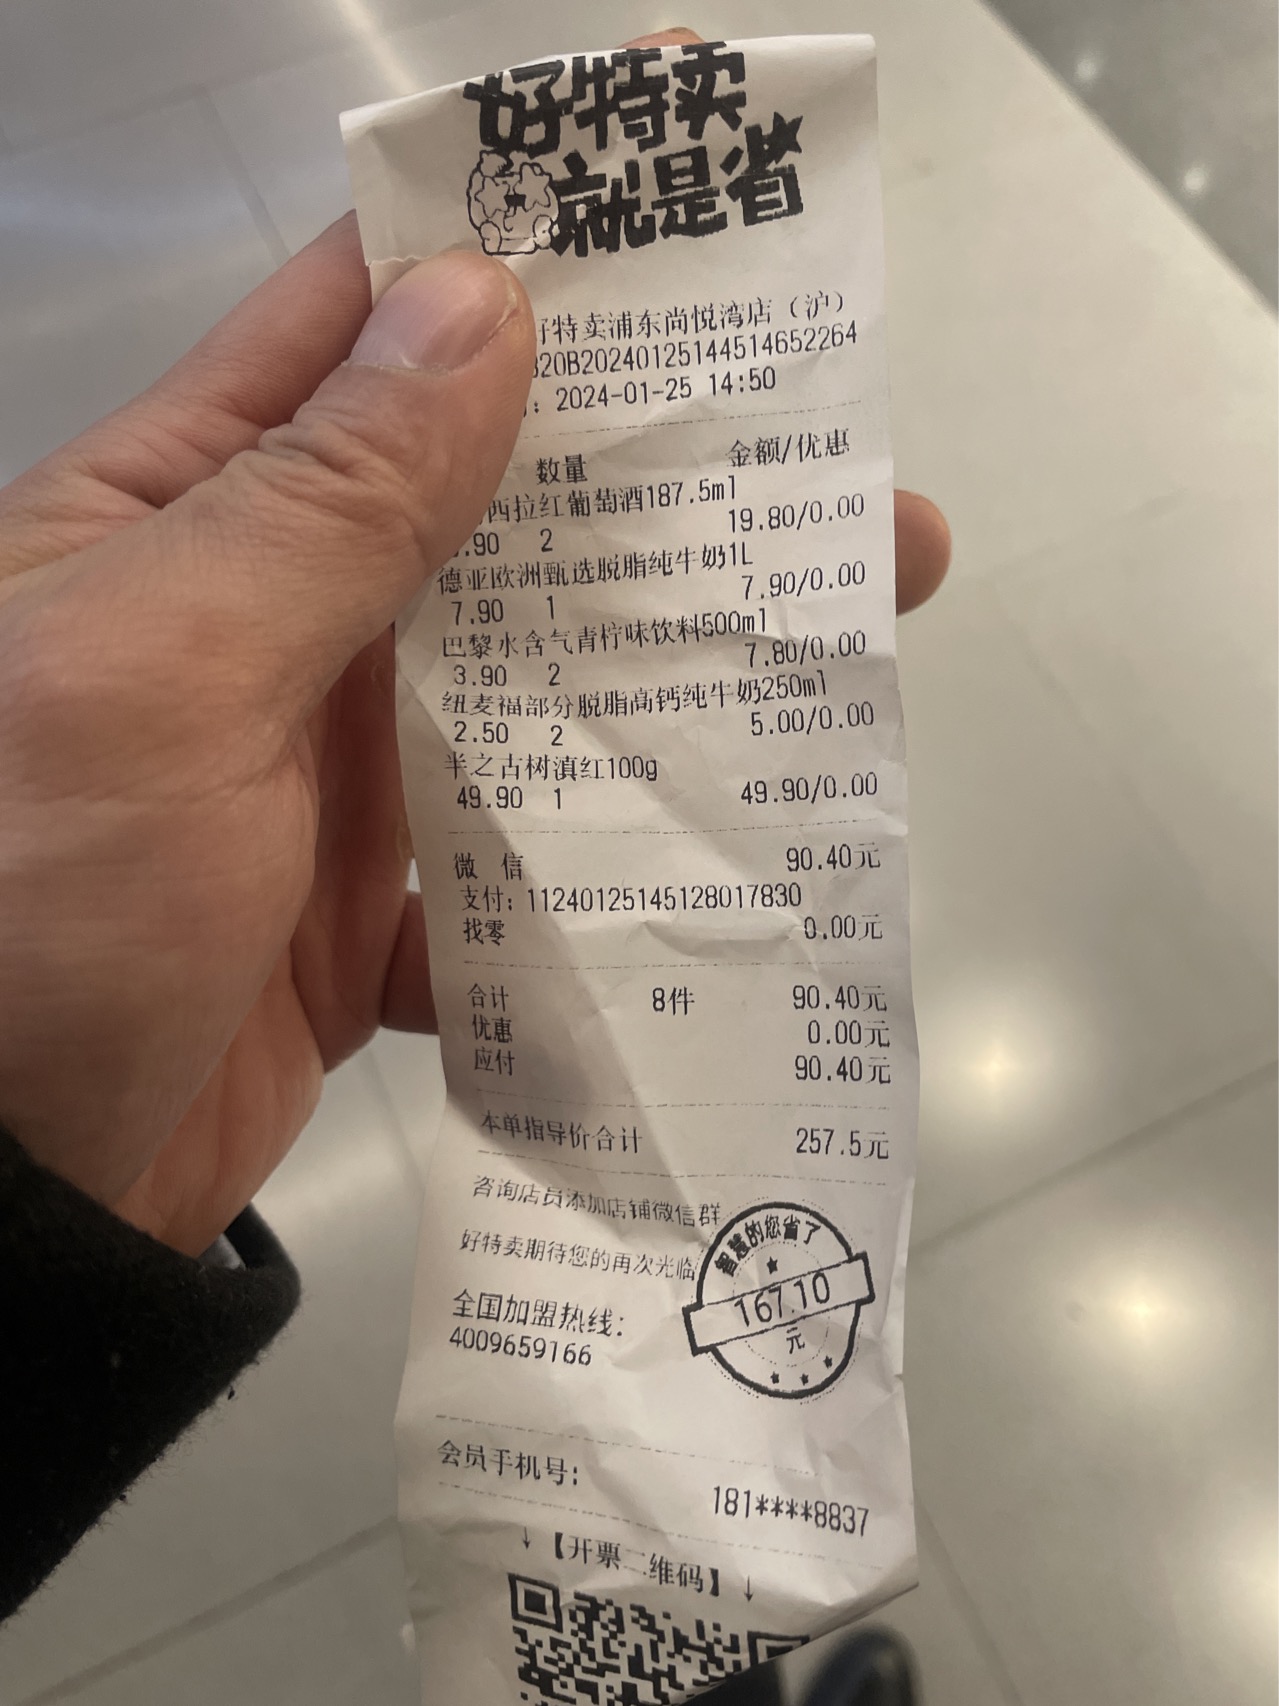 好特卖
就是省
好特卖浦东尚悦湾店（沪）
20B20240125144514652264
：2024-01-25 14:50
数量 金额/优惠
西拉红葡萄酒187.5ml
.90 2 19.80/0.00
德亚欧洲甄选脱脂纯牛奶1L
7.90 1 7.90/0.00
巴黎水含气青柠味饮料500ml
3.90 2 7.80/0.00
纽麦福部分脱脂高钙纯牛奶250ml
2.50 2 5.00/0.00
半之古树滇红100g
49.90 1 49.90/0.00
微 信 90.40元
支付：11240125145128017830
找零 0.00元
合计 8件 90.40元
优惠 0.00元
应付 90.40元
本单指导价合计 257.5元
咨询店员添加店铺微信群
好特卖期待您的再次光临
智慧的您省了
167.10
元
全国加盟热线：
4009659166
会员手机号：
181****8837
↓【开票二维码】↓